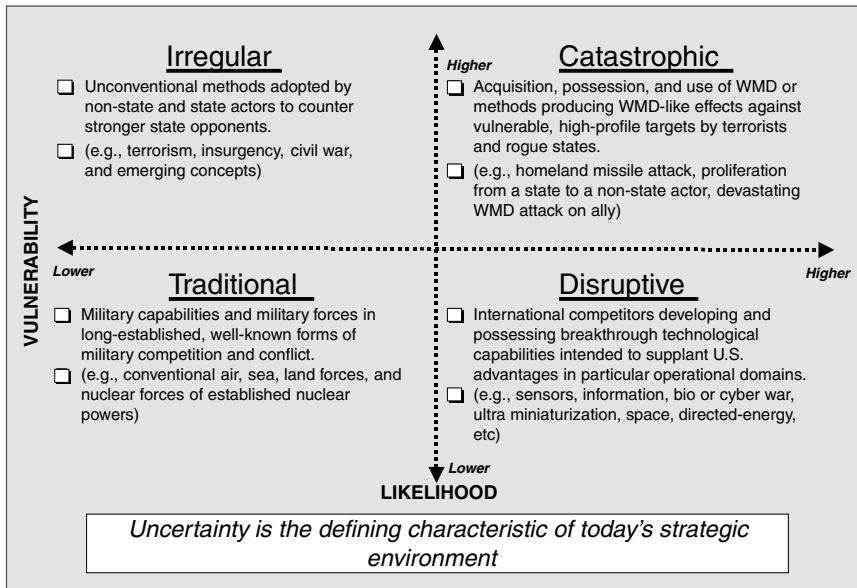 Irregular
Unconventional methods adopted by
non-state and state actors to counter
stronger state opponents.
(e.g., terrorism, insurgency, civil war,
and emerging concepts)
Higher
Catastrophic
Acquisition, possession, and use of WMD or
methods producing WMD-like effects against
vulnerable, high-profile targets by terrorists
and rogue states.
(e.g., homeland missile attack, proliferation
from a state to a non-state actor, devastating
WMD attack on ally)
VULNERABILITY
Lower
Higher
Traditional
Military capabilities and military forces in
long-established, well-known forms of
military competition and conflict.
(e.g., conventional air, sea, land forces, and
nuclear forces of established nuclear
powers)
Disruptive
International competitors developing and
possessing breakthrough technological
capabilities intended to supplant U.S.
advantages in particular operational domains.
(e.g., sensors, information, bio or cyber war,
ultra miniaturization, space, directed-energy,
etc)
Lower
LIKELIHOOD
Uncertainty is the defining characteristic of today's strategic
environment